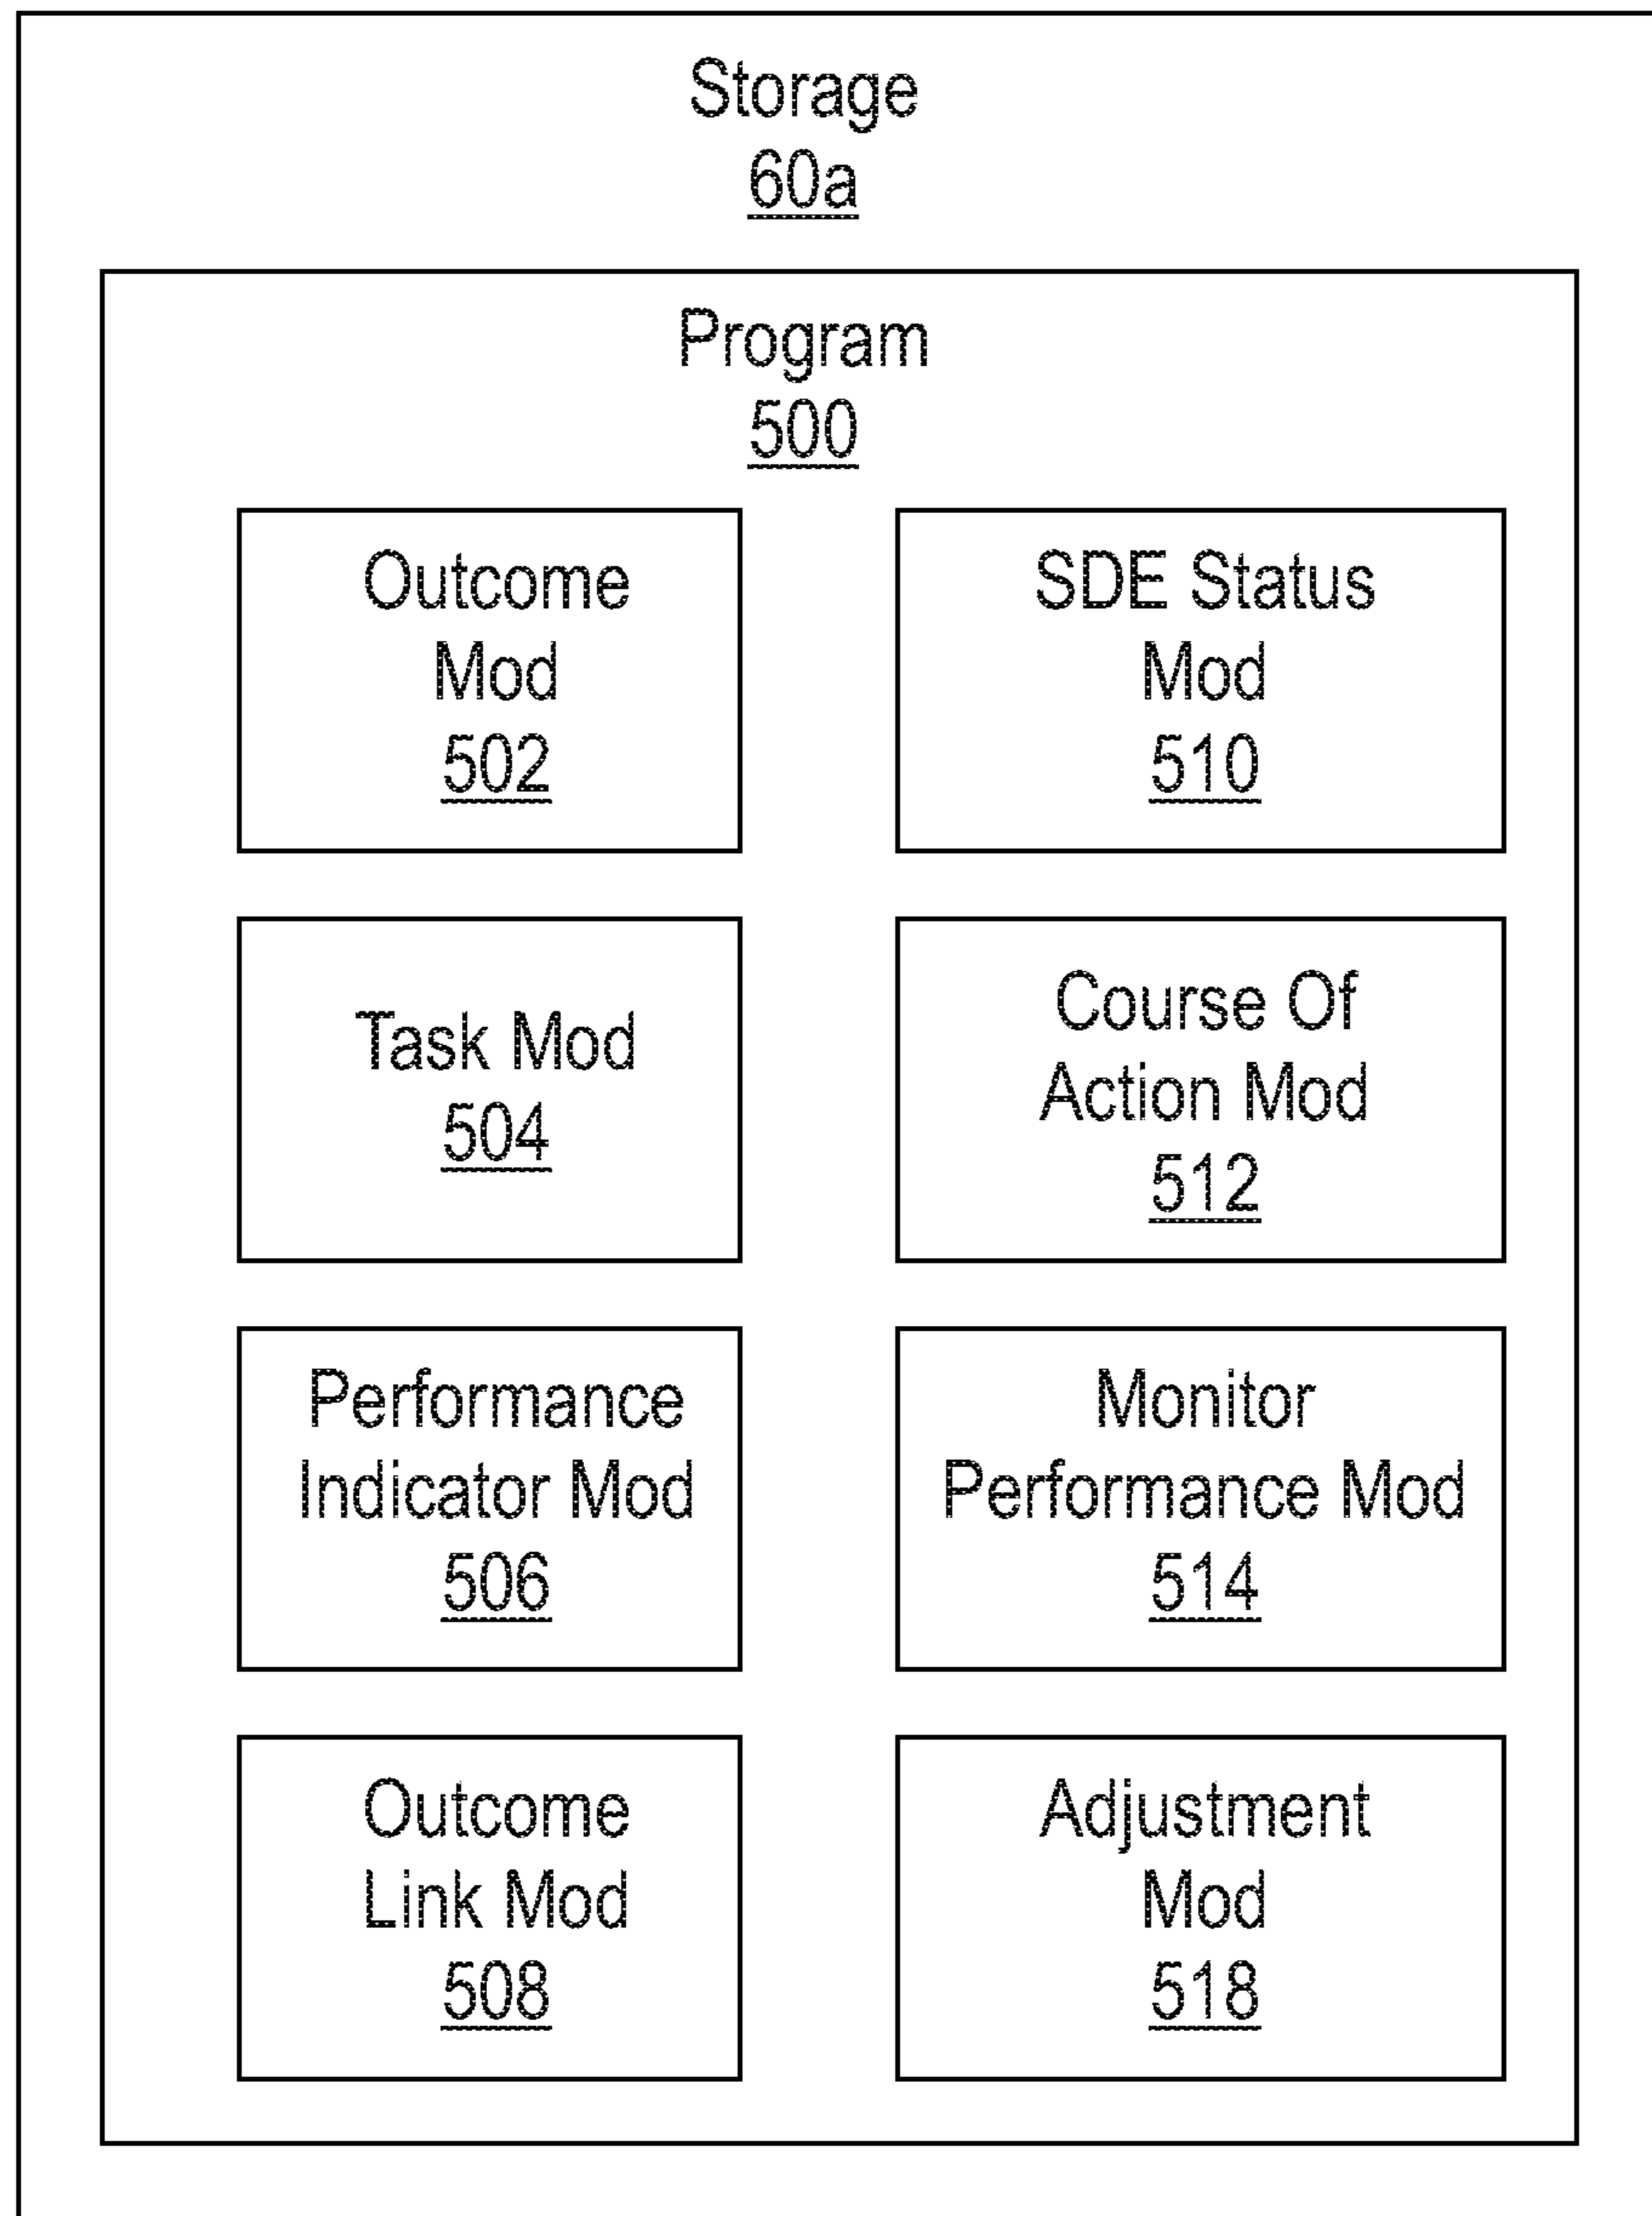 Storage
60a
Program
500
Outcome
Mod
502
SDE Status
Mod
510
Task Mod
504
Course Of
Action Mod
512
Performance
Indicator Mod
506
Monitor
Performance Mod
514
Outcome
Link Mod
508
Adjustment
Mod
518